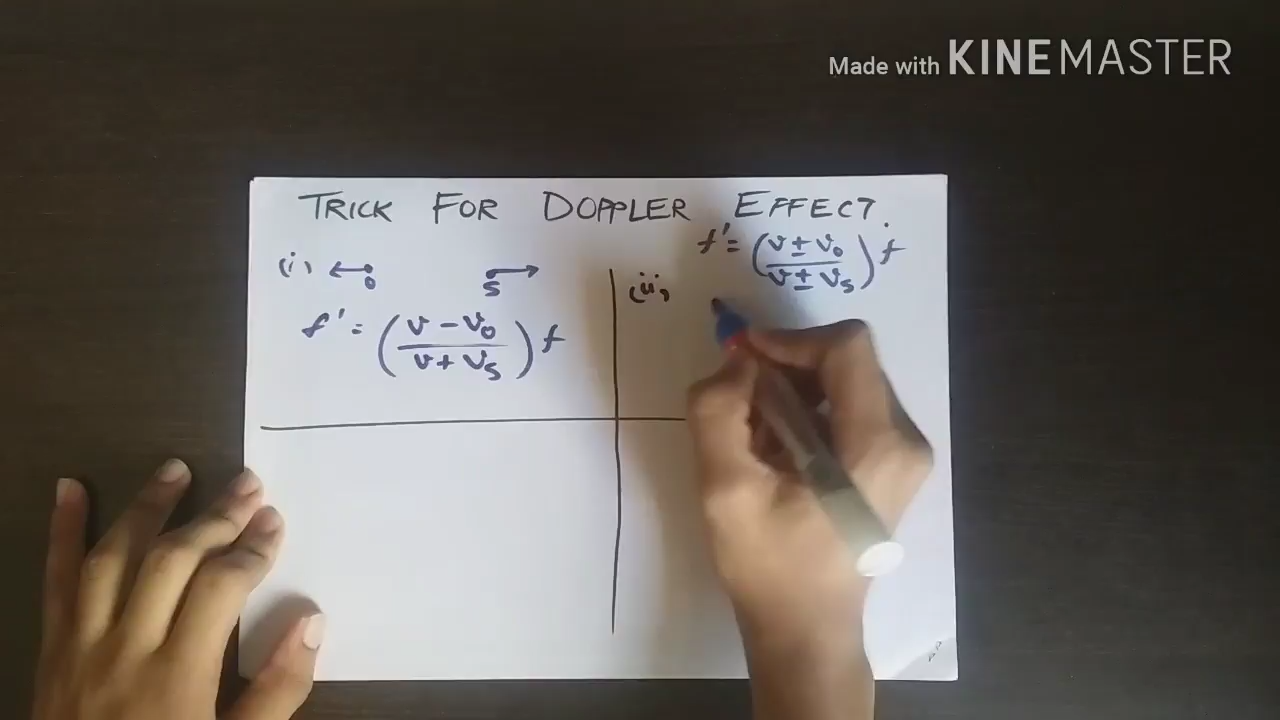 Made with KINEMASTER
TRICK FOR DOPPLER EFFECT.
f' = (v ± v₀ / v ± vₛ) f
(i) ← o s →
(ii)
f' = (v - v₀ / v + vₛ) f